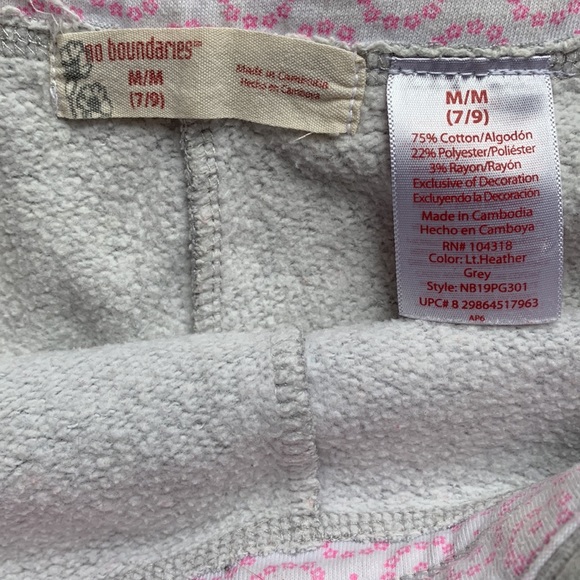 no boundaries™
M/M
(7/9)
Made in Cambodia
Hecho en Camboya
M/M
(7/9)
75% Cotton/Algodón
22% Polyester/Poliéster
3% Rayon/Rayón
Exclusive of Decoration
Excluyendo la Decoración
Made in Cambodia
Hecho en Camboya
RN# 104318
Color: Lt.Heather
Grey
Style: NB19PG301
UPC# 8 29864517963
AP6